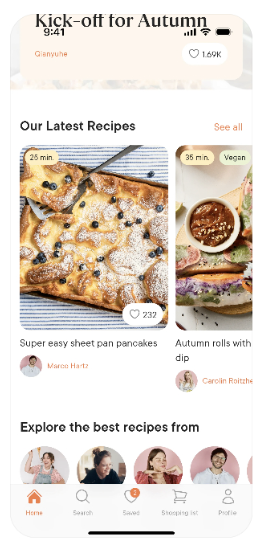 Kick-off for Autumn
9:41
Qianyuhe
1.69K
Our Latest Recipes
See all
25 min.
35 min.
Vegan
232
Super easy sheet pan pancakes
Autumn rolls with
dip
Marco Hartz
Carolin Roitzhe
Explore the best recipes from
2
Home
Search
Saved
Shopping list
Profile